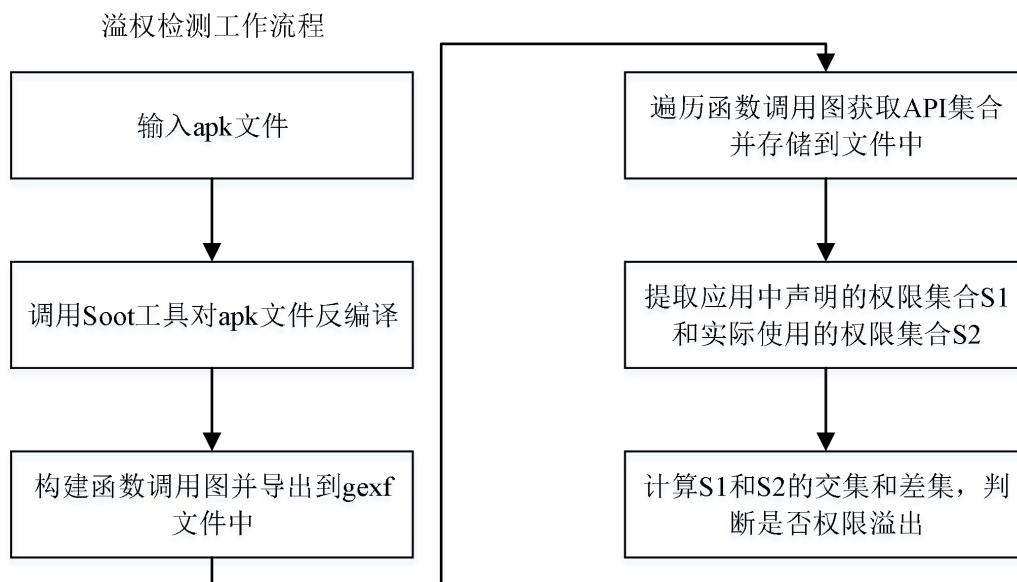 溢权检测工作流程
输入apk文件
调用Soot工具对apk文件反编译
构建函数调用图并导出到gexf
文件中
遍历函数调用图获取API集合
并存储到文件中
提取应用中声明的权限集合S1
和实际使用的权限集合S2
计算S1和S2的交集和差集，判
断是否权限溢出